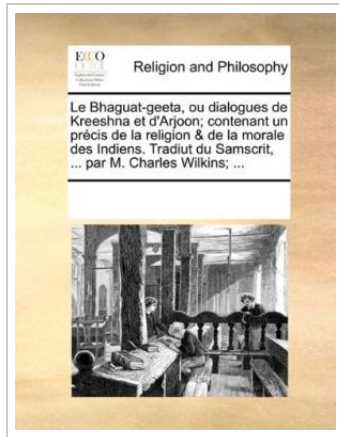 ECCO
Religion and Philosophy
Le Bhaguat-geeta, ou dialogues de
Kreeshna et d'Arjoon; contenant un
précis de la religion & de la morale
des Indiens. Tradiut du Samscrit,
... par M. Charles Wilkins; ...